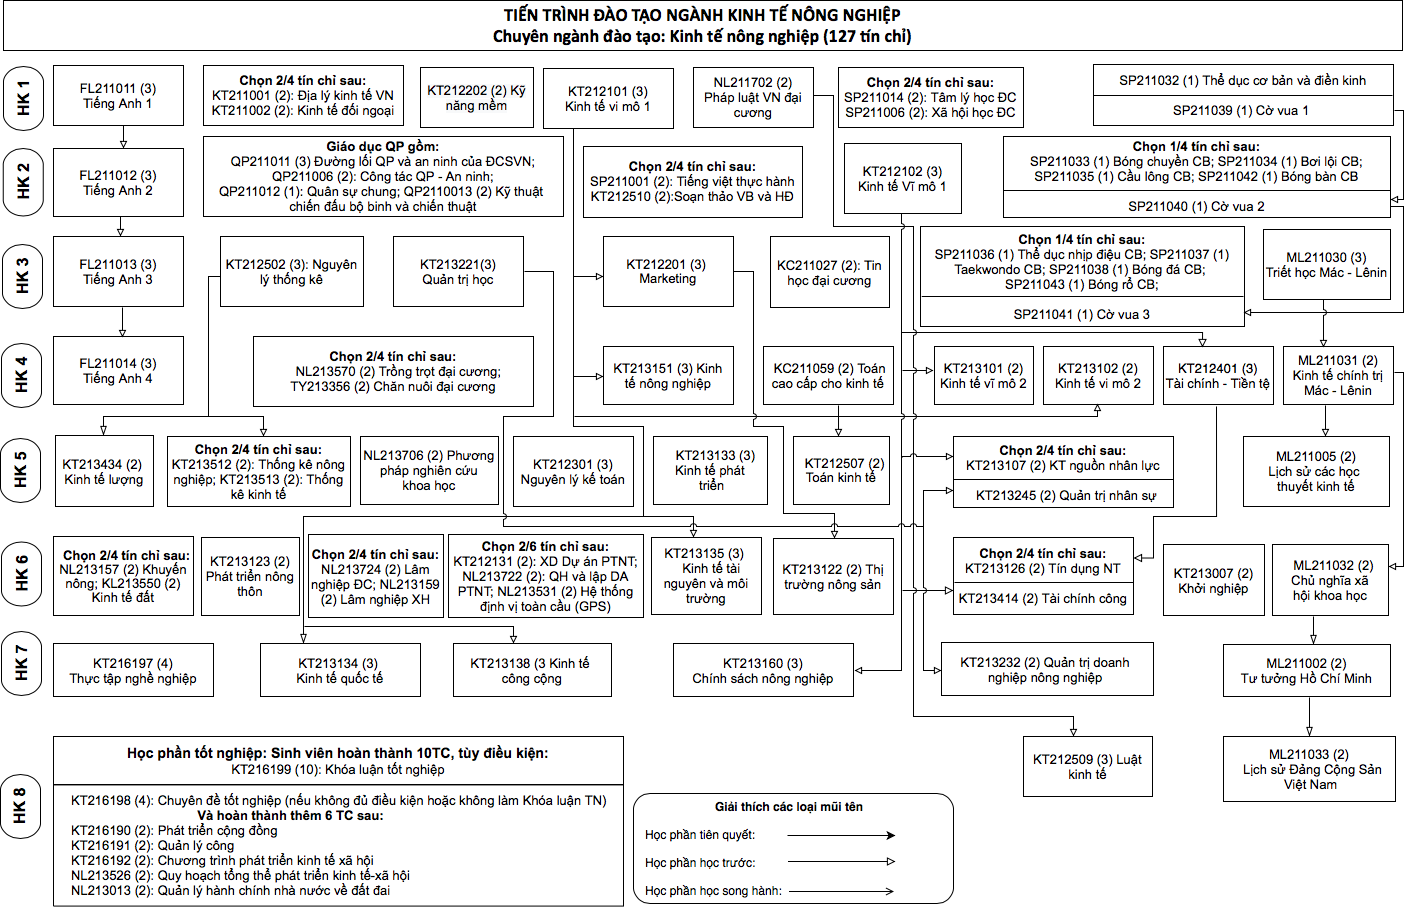 TIẾN TRÌNH ĐÀO TẠO NGÀNH KINH TẾ NÔNG NGHIỆP
Chuyên ngành đào tạo: Kinh tế nông nghiệp (127 tín chỉ)
HK 1
FL211011 (3)
Tiếng Anh 1
Chọn 2/4 tín chỉ sau:
KT211001 (2): Địa lý kinh tế VN
KT211002 (2): Kinh tế đối ngoại
KT212202 (2) Kỹ
năng mềm
KT212101 (3)
Kinh tế vi mô 1
NL211702 (2)
Pháp luật VN đại
cương
Chọn 2/4 tín chỉ sau:
SP211014 (2): Tâm lý học ĐC
SP211006 (2): Xã hội học ĐC
SP211032 (1) Thể dục cơ bản và điền kinh
SP211039 (1) Cờ vua 1
HK 2
FL211012 (3)
Tiếng Anh 2
Giáo dục QP gồm:
QP211011 (3) Đường lối QP và an ninh của ĐCSVN;
QP211006 (2): Công tác QP - An ninh;
QP211012 (1): Quân sự chung; QP2110013 (2) Kỹ thuật
chiến đấu bộ binh và chiến thuật
Chọn 2/4 tín chỉ sau:
SP211001 (2): Tiếng việt thực hành
KT212510 (2):Soạn thảo VB và HĐ
KT212102 (3)
Kinh tế Vĩ mô 1
Chọn 1/4 tín chỉ sau:
SP211033 (1) Bóng chuyền CB; SP211034 (1) Bơi lội CB;
SP211035 (1) Cầu lông CB; SP211042 (1) Bóng bàn CB
SP211040 (1) Cờ vua 2
HK 3
FL211013 (3)
Tiếng Anh 3
KT212502 (3): Nguyên
lý thống kê
KT213221(3)
Quản trị học
KT212201 (3)
Marketing
KC211027 (2): Tin
học đại cương
Chọn 1/4 tín chỉ sau:
SP211036 (1) Thể dục nhịp điệu CB; SP211037 (1)
Taekwondo CB; SP211038 (1) Bóng đá CB;
SP211043 (1) Bóng rổ CB;
SP211041 (1) Cờ vua 3
ML211030 (3)
Triết học Mác - Lênin
HK 4
FL211014 (3)
Tiếng Anh 4
Chọn 2/4 tín chỉ sau:
NL213570 (2) Trồng trọt đại cương;
TY213356 (2) Chăn nuôi đại cương
KT213151 (3) Kinh
tế nông nghiệp
KC211059 (2) Toán
cao cấp cho kinh tế
KT213101 (2)
Kinh tế vĩ mô 2
KT213102 (2)
Kinh tế vi mô 2
KT212401 (3)
Tài chính - Tiền tệ
ML211031 (2)
Kinh tế chính trị
Mác - Lênin
HK 5
KT213434 (2)
Kinh tế lượng
Chọn 2/4 tín chỉ sau:
KT213512 (2): Thống kê nông
nghiệp; KT213513 (2): Thống
kê kinh tế
NL213706 (2) Phương
pháp nghiên cứu
khoa học
KT212301 (3)
Nguyên lý kế toán
KT213133 (3)
Kinh tế phát
triển
KT212507 (2)
Toán kinh tế
Chọn 2/4 tín chỉ sau:
KT213107 (2) KT nguồn nhân lực
KT213245 (2) Quản trị nhân sự
ML211005 (2)
Lịch sử các học
thuyết kinh tế
HK 6
Chọn 2/4 tín chỉ sau:
NL213157 (2) Khuyến
nông; KL213550 (2)
Kinh tế đất
KT213123 (2)
Phát triển nông
thôn
Chọn 2/4 tín chỉ sau:
NL213724 (2) Lâm
nghiệp ĐC; NL213159
(2) Lâm nghiệp XH
Chọn 2/6 tín chỉ sau:
KT212131 (2): XD Dự án PTNT;
NL213722 (2): QH và lập DA
PTNT; NL213531 (2) Hệ thống
định vị toàn cầu (GPS)
KT213135 (3)
Kinh tế tài
nguyên và môi
trường
KT213122 (2) Thị
trường nông sản
Chọn 2/4 tín chỉ sau:
KT213126 (2) Tín dụng NT
KT213414 (2) Tài chính công
KT213007 (2)
Khởi nghiệp
ML211032 (2)
Chủ nghĩa xã
hội khoa học
HK 7
KT216197 (4)
Thực tập nghề nghiệp
KT213134 (3)
Kinh tế quốc tế
KT213138 (3 Kinh tế
công cộng
KT213160 (3)
Chính sách nông nghiệp
KT213232 (2) Quản trị doanh
nghiệp nông nghiệp
ML211002 (2)
Tư tưởng Hồ Chí Minh
HK 8
Học phần tốt nghiệp: Sinh viên hoàn thành 10TC, tùy điều kiện:
KT216199 (10): Khóa luận tốt nghiệp
KT216198 (4): Chuyên đề tốt nghiệp (nếu không đủ điều kiện hoặc không làm Khóa luận TN)
Và hoàn thành thêm 6 TC sau:
KT216190 (2): Phát triển cộng đồng
KT216191 (2): Quản lý công
KT216192 (2): Chương trình phát triển kinh tế xã hội
NL213526 (2): Quy hoạch tổng thể phát triển kinh tế-xã hội
NL213013 (2): Quản lý hành chính nhà nước về đất đai
Giải thích các loại mũi tên
Học phần tiên quyết:
Học phần học trước:
Học phần học song hành:
KT212509 (3) Luật
kinh tế
ML211033 (2)
Lịch sử Đảng Cộng Sản
Việt Nam